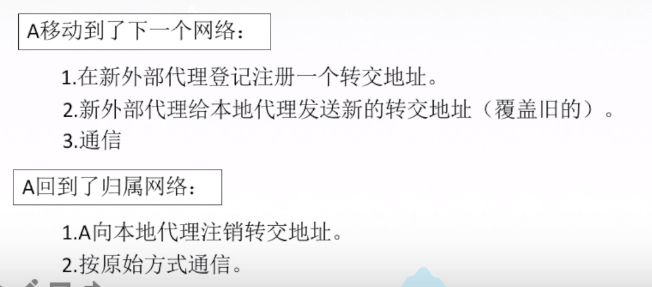 A移动到了下一个网络：
1.在新外部代理登记注册一个转交地址。
2.新外部代理给本地代理发送新的转交地址（覆盖旧的）。
3.通信
A回到了归属网络：
1.A向本地代理注销转交地址。
2.按原始方式通信。